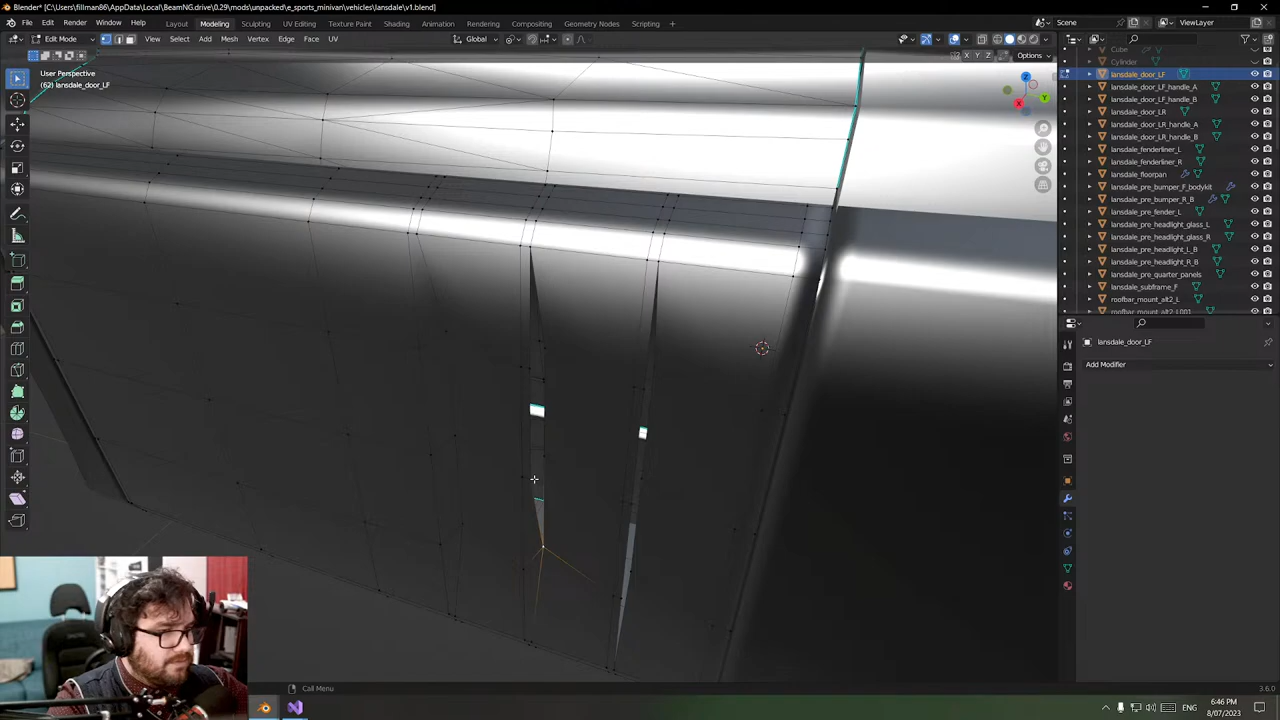 Blender* [C:\Users\fillman86\AppData\Local\BeamNG.drive\0.29\mods\unpacked\e_sports_minivan\vehicles\lansdale\v1.blend]
File Edit Render Window Help Layout Modeling Sculpting UV Editing Texture Paint Shading Animation Rendering Compositing Geometry Nodes Scripting + Scene ViewLayer
Edit Mode View Select Add Mesh Vertex Edge Face UV Global
X Y Z Options
User Perspective
(62) lansdale_door_LF
Z
Y
X
Cube
Cylinder
lansdale_door_LF
lansdale_door_LF_handle_A
lansdale_door_LF_handle_B
lansdale_door_LR
lansdale_door_LR_handle_A
lansdale_door_LR_handle_B
lansdale_fenderliner_L
lansdale_fenderliner_R
lansdale_floorpan
lansdale_pre_bumper_F_bodykit
lansdale_pre_bumper_R_B
lansdale_pre_fender_L
lansdale_pre_headlight_glass_L
lansdale_pre_headlight_glass_R
lansdale_pre_headlight_L_B
lansdale_pre_headlight_R_B
lansdale_pre_quarter_panels
lansdale_subframe_F
roofbar_mount_alt2_L
roofbar_mount_alt2_L001
lansdale_door_LF
Add Modifier
Call Menu
3.6.0
6:46 PM
8/07/2023